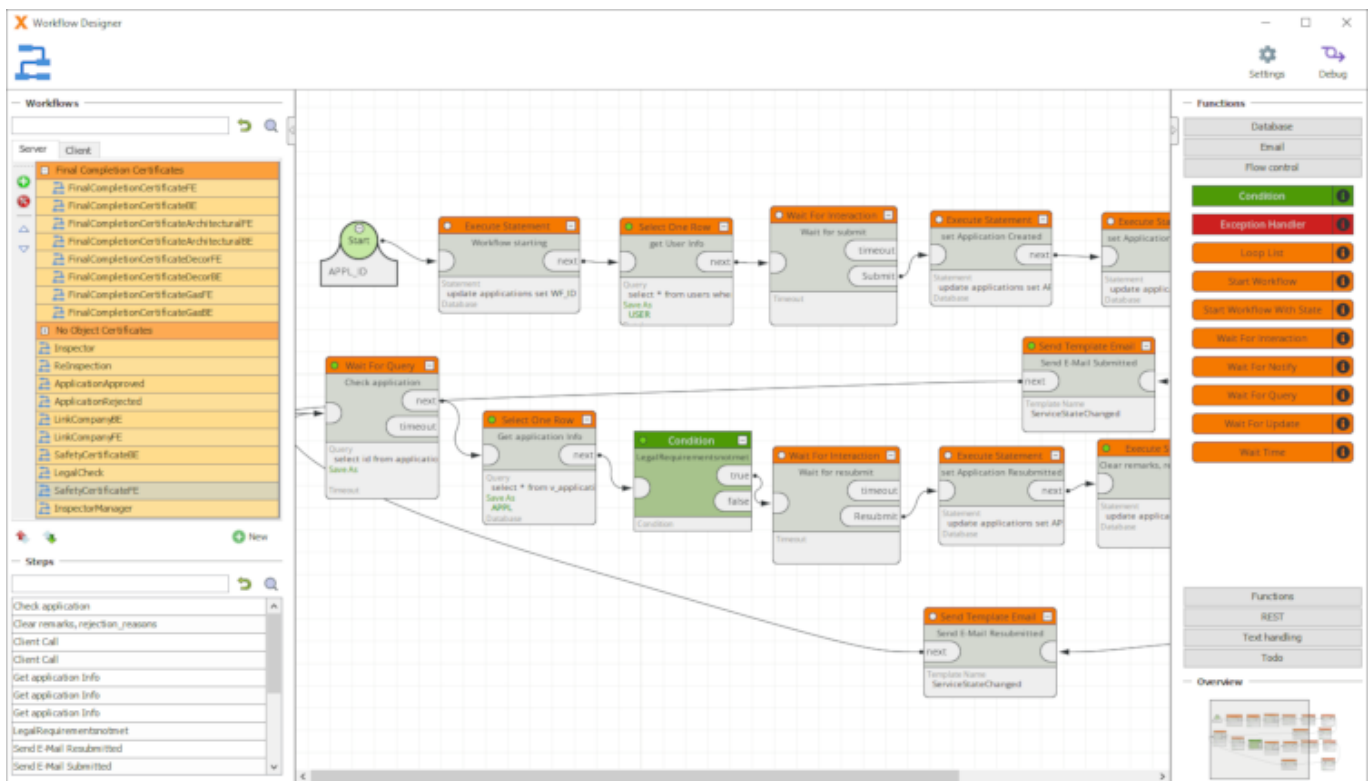 Workflow Designer
Settings
Debug
Workflows
Server
Client
Final Completion Certificates
FinalCompletionCertificateFE
FinalCompletionCertificateBE
FinalCompletionCertificateArchitecturalFE
FinalCompletionCertificateArchitecturalBE
FinalCompletionCertificateDecorFE
FinalCompletionCertificateDecorBE
FinalCompletionCertificateGasFE
FinalCompletionCertificateGasBE
No Object Certificates
Inspector
ReInspection
ApplicationApproved
ApplicationRejected
LinkCompanyBE
LinkCompanyFE
SafetyCertificateBE
LegalCheck
SafetyCertificateFE
InspectorManager
New
Steps
Check application
Clear remarks, rejection_reasons
Client Call
Client Call
Get application Info
Get application Info
Get application Info
LegalRequirementsnotmet
Send E-Mail Resubmitted
Send E-Mail Submitted
Start
APPL_ID
Execute Statement
Workflow starting
next
Statement
update applications set WF_ID
Database
Select One Row
get User Info
next
Query
select * from users whe
Save As
USER
Wait For Interaction
Wait for submit
timeout
Submit
Timeout
Execute Statement
set Application Created
next
Statement
update applications set AP
Database
Execute Sta
set Application
Statement
update applic
Database
Send Template Email
Send E-Mail Submitted
next
Template Name
ServiceStateChanged
Wait For Query
Check application
next
timeout
Query
select id from applicatio
Save As
Timeout
Select One Row
Get application Info
next
Query
select * from v_applicati
Save As
APPL
Database
Condition
LegalRequirementsnotmet
true
false
Condition
Wait For Interaction
Wait for resubmit
timeout
Resubmit
Timeout
Execute Statement
set Application Resubmitted
next
Statement
update applications set AP
Database
Execute S
Clear remarks, re
Statement
update applica
Database
Send Template Email
Send E-Mail Resubmitted
next
Template Name
ServiceStateChanged
Functions
Database
Email
Flow control
Condition
Exception Handler
Loop List
Start Workflow
Start Workflow With State
Wait For Interaction
Wait For Notify
Wait For Query
Wait For Update
Wait Time
Functions
REST
Text handling
Todo
Overview